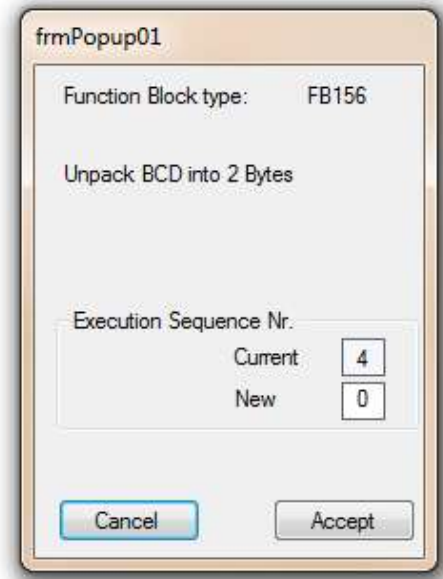 frmPopup01
Function Block type: FB156
Unpack BCD into 2 Bytes
Execution Sequence Nr.
Current 4
New 0
Cancel Accept